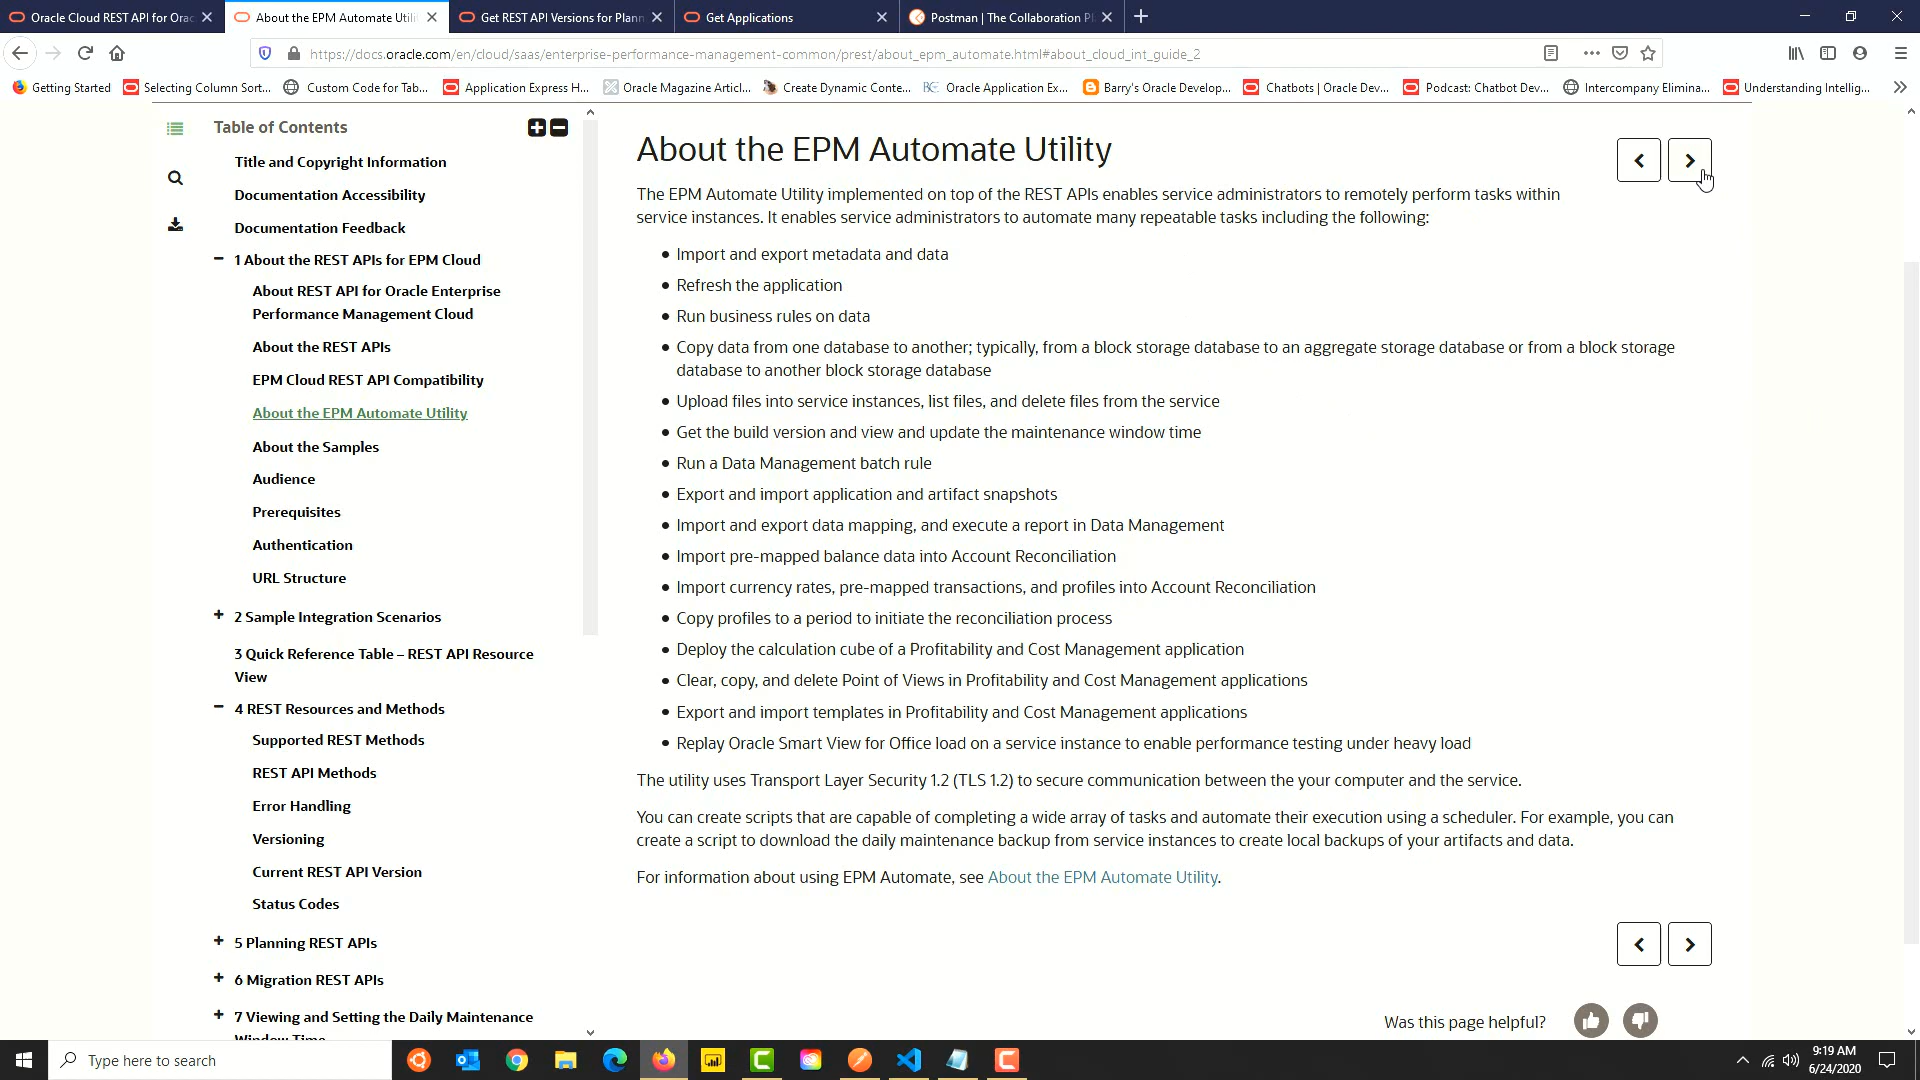 Oracle Cloud REST API for Orac
About the EPM Automate Utili
Get REST API Versions for Plann
Get Applications
Postman | The Collaboration Pl
https://docs.oracle.com/en/cloud/saas/enterprise-performance-management-common/prest/about_epm_automate.html#about_cloud_int_guide_2
Getting Started
Selecting Column Sort...
Custom Code for Tab...
Application Express H...
Oracle Magazine Articl...
Create Dynamic Conte...
Oracle Application Ex...
Barry's Oracle Develop...
Chatbots | Oracle Dev...
Podcast: Chatbot Dev...
Intercompany Elimina...
Understanding Intellig...
Table of Contents
Title and Copyright Information
Documentation Accessibility
Documentation Feedback
1 About the REST APIs for EPM Cloud
About REST API for Oracle Enterprise
Performance Management Cloud
About the REST APIs
EPM Cloud REST API Compatibility
About the EPM Automate Utility
About the Samples
Audience
Prerequisites
Authentication
URL Structure
2 Sample Integration Scenarios
3 Quick Reference Table – REST API Resource
View
4 REST Resources and Methods
Supported REST Methods
REST API Methods
Error Handling
Versioning
Current REST API Version
Status Codes
5 Planning REST APIs
6 Migration REST APIs
7 Viewing and Setting the Daily Maintenance
Window Time
About the EPM Automate Utility
The EPM Automate Utility implemented on top of the REST APIs enables service administrators to remotely perform tasks within
service instances. It enables service administrators to automate many repeatable tasks including the following:
• Import and export metadata and data
• Refresh the application
• Run business rules on data
• Copy data from one database to another; typically, from a block storage database to an aggregate storage database or from a block storage
database to another block storage database
• Upload files into service instances, list files, and delete files from the service
• Get the build version and view and update the maintenance window time
• Run a Data Management batch rule
• Export and import application and artifact snapshots
• Import and export data mapping, and execute a report in Data Management
• Import pre-mapped balance data into Account Reconciliation
• Import currency rates, pre-mapped transactions, and profiles into Account Reconciliation
• Copy profiles to a period to initiate the reconciliation process
• Deploy the calculation cube of a Profitability and Cost Management application
• Clear, copy, and delete Point of Views in Profitability and Cost Management applications
• Export and import templates in Profitability and Cost Management applications
• Replay Oracle Smart View for Office load on a service instance to enable performance testing under heavy load
The utility uses Transport Layer Security 1.2 (TLS 1.2) to secure communication between the your computer and the service.
You can create scripts that are capable of completing a wide array of tasks and automate their execution using a scheduler. For example, you can
create a script to download the daily maintenance backup from service instances to create local backups of your artifacts and data.
For information about using EPM Automate, see About the EPM Automate Utility.
Was this page helpful?
Type here to search
9:19 AM
6/24/2020